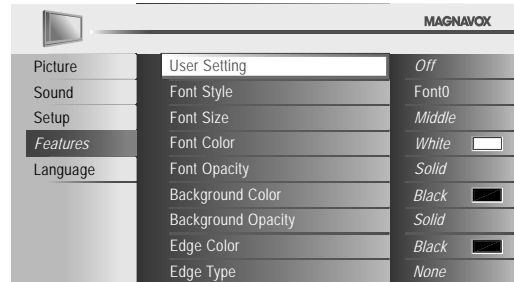 MAGNAVOX
Picture
Sound
Setup
Features
Language
User Setting Off
Font Style Font0
Font Size Middle
Font Color White
Font Opacity Solid
Background Color Black
Background Opacity Solid
Edge Color Black
Edge Type None